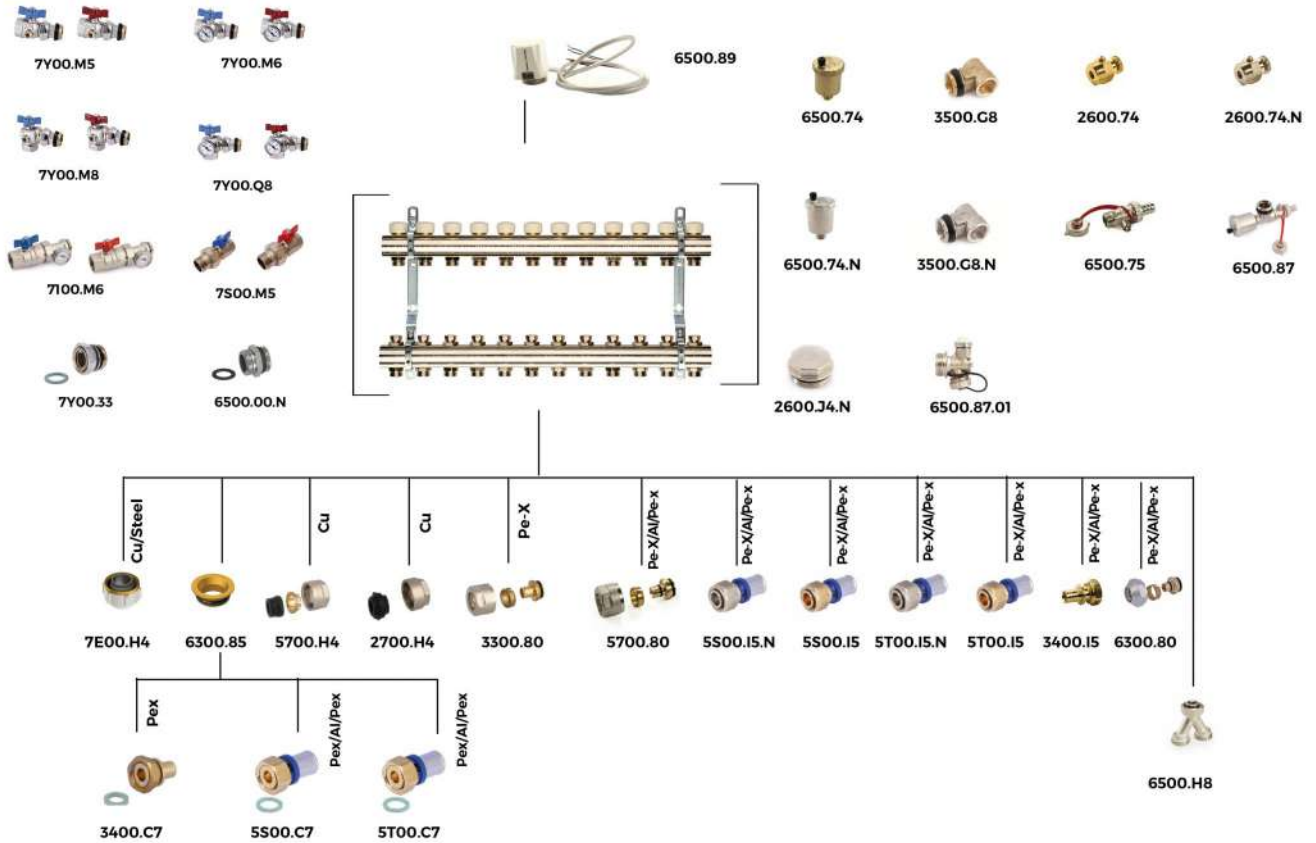 7Y00.M5
7Y00.M6
6500.89
6500.74
3500.G8
2600.74
2600.74.N
7Y00.M8
7Y00.Q8
7100.M6
7S00.M5
6500.74.N
3500.G8.N
6500.75
6500.87
7Y00.33
6500.00.N
2600.J4.N
6500.87.01
Cu/Steel
Cu
Cu
Pe-X
Pe-X/Al/Pe-x
Pe-X/Al/Pe-x
Pe-X/Al/Pe-x
Pe-X/Al/Pe-x
Pe-X/Al/Pe-x
Pe-X/Al/Pe-x
Pe-X/Al/Pe-x
7E00.H4
6300.85
5700.H4
2700.H4
3300.80
5700.80
5S00.I5.N
5S00.I5
5T00.I5.N
5T00.I5
3400.I5
6300.80
Pex
Pex/Al/Pex
Pex/Al/Pex
3400.C7
5S00.C7
5T00.C7
6500.H8